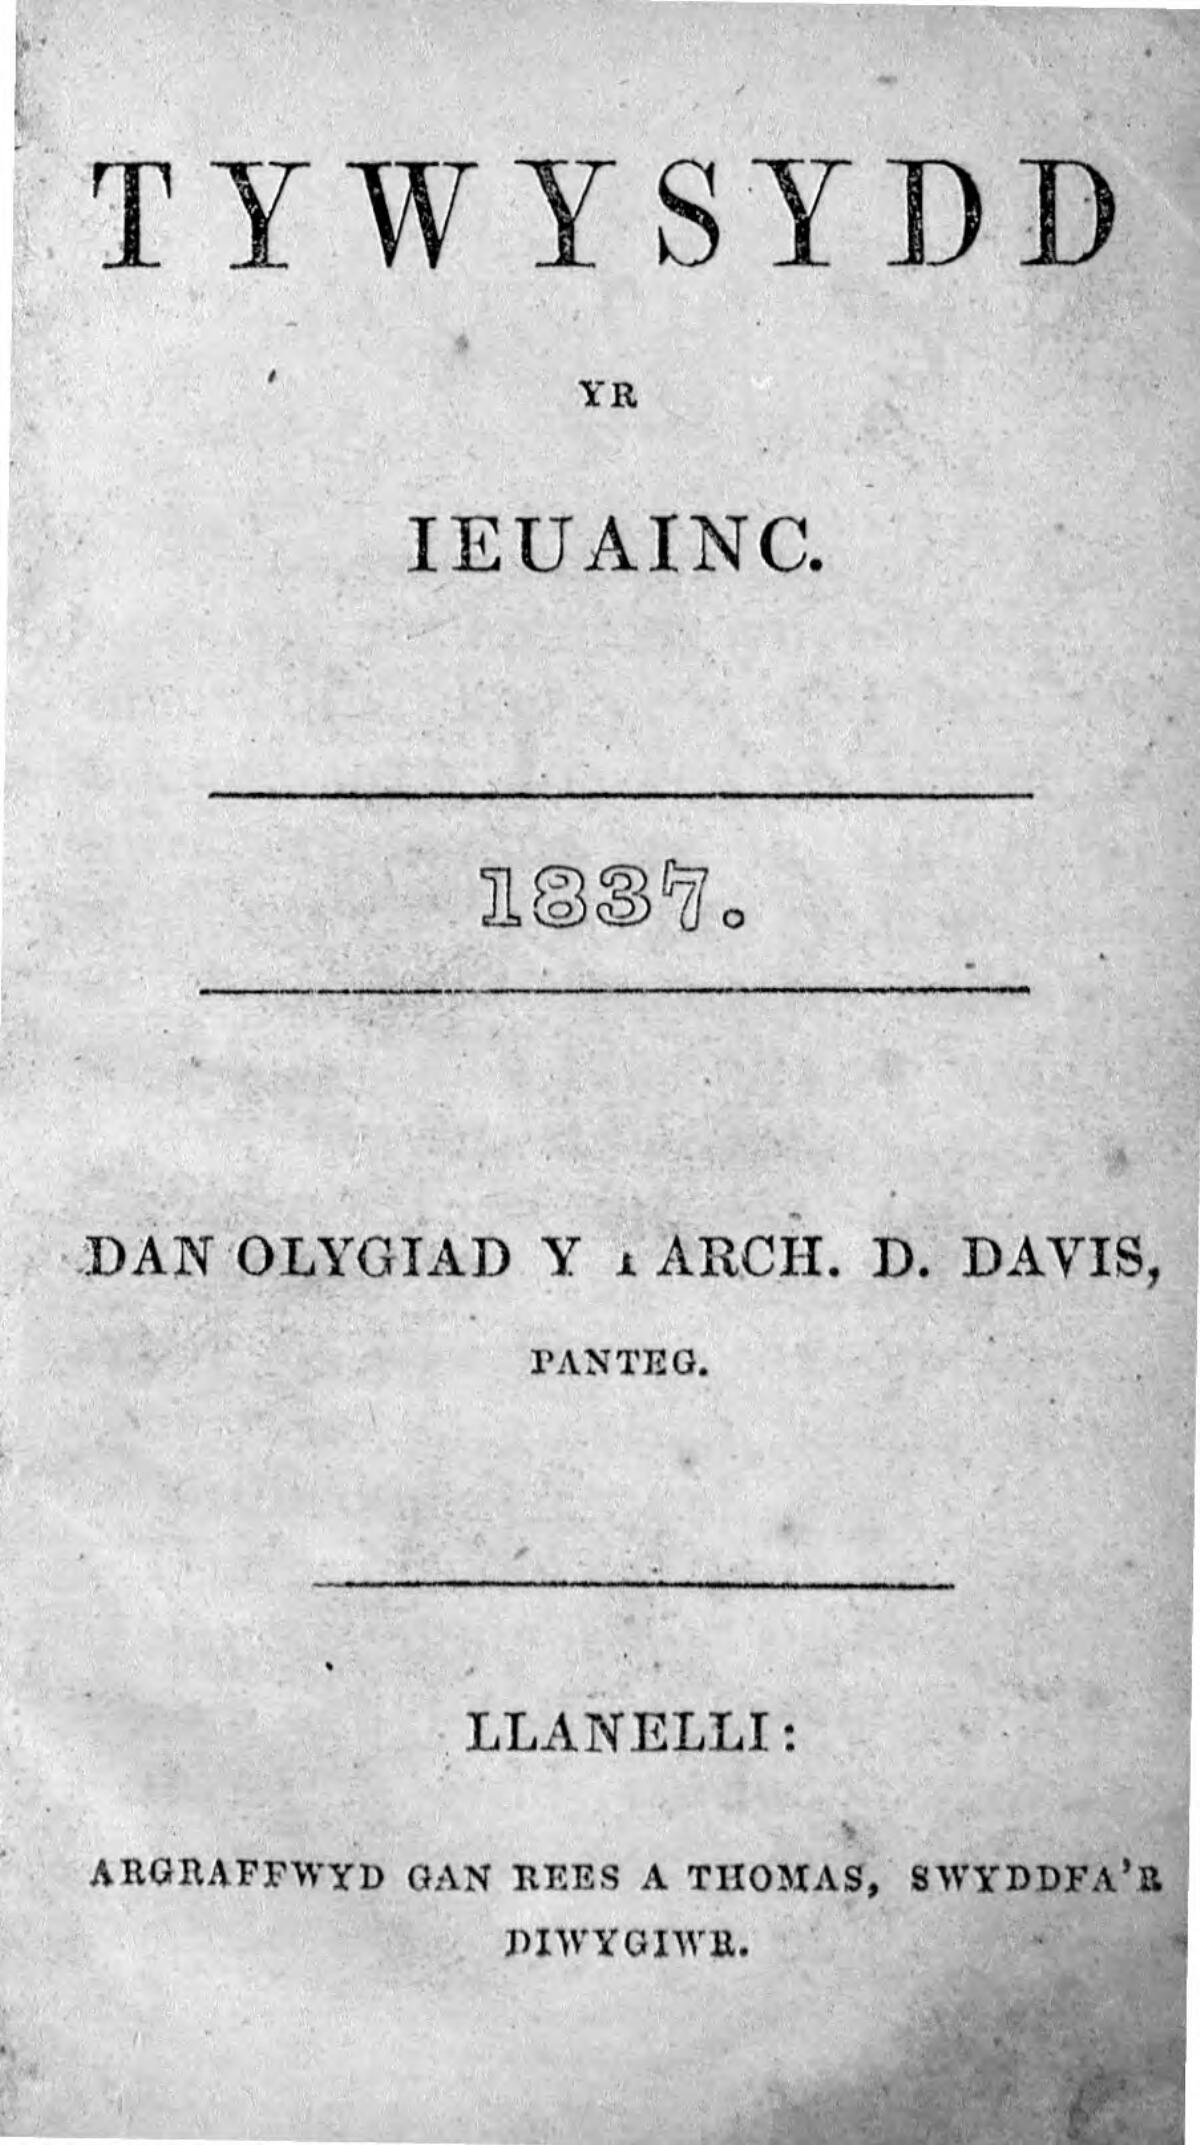 TYWYSYDD
YR
IEUAINC.
1837.
DAN OLYGIAD Y ARCH. D. DAVIS,
PANTEG.
LLANELLI:
ARGRAFFWYD GAN REES A THOMAS, SWYDDFA'R
DIWYGIWR.